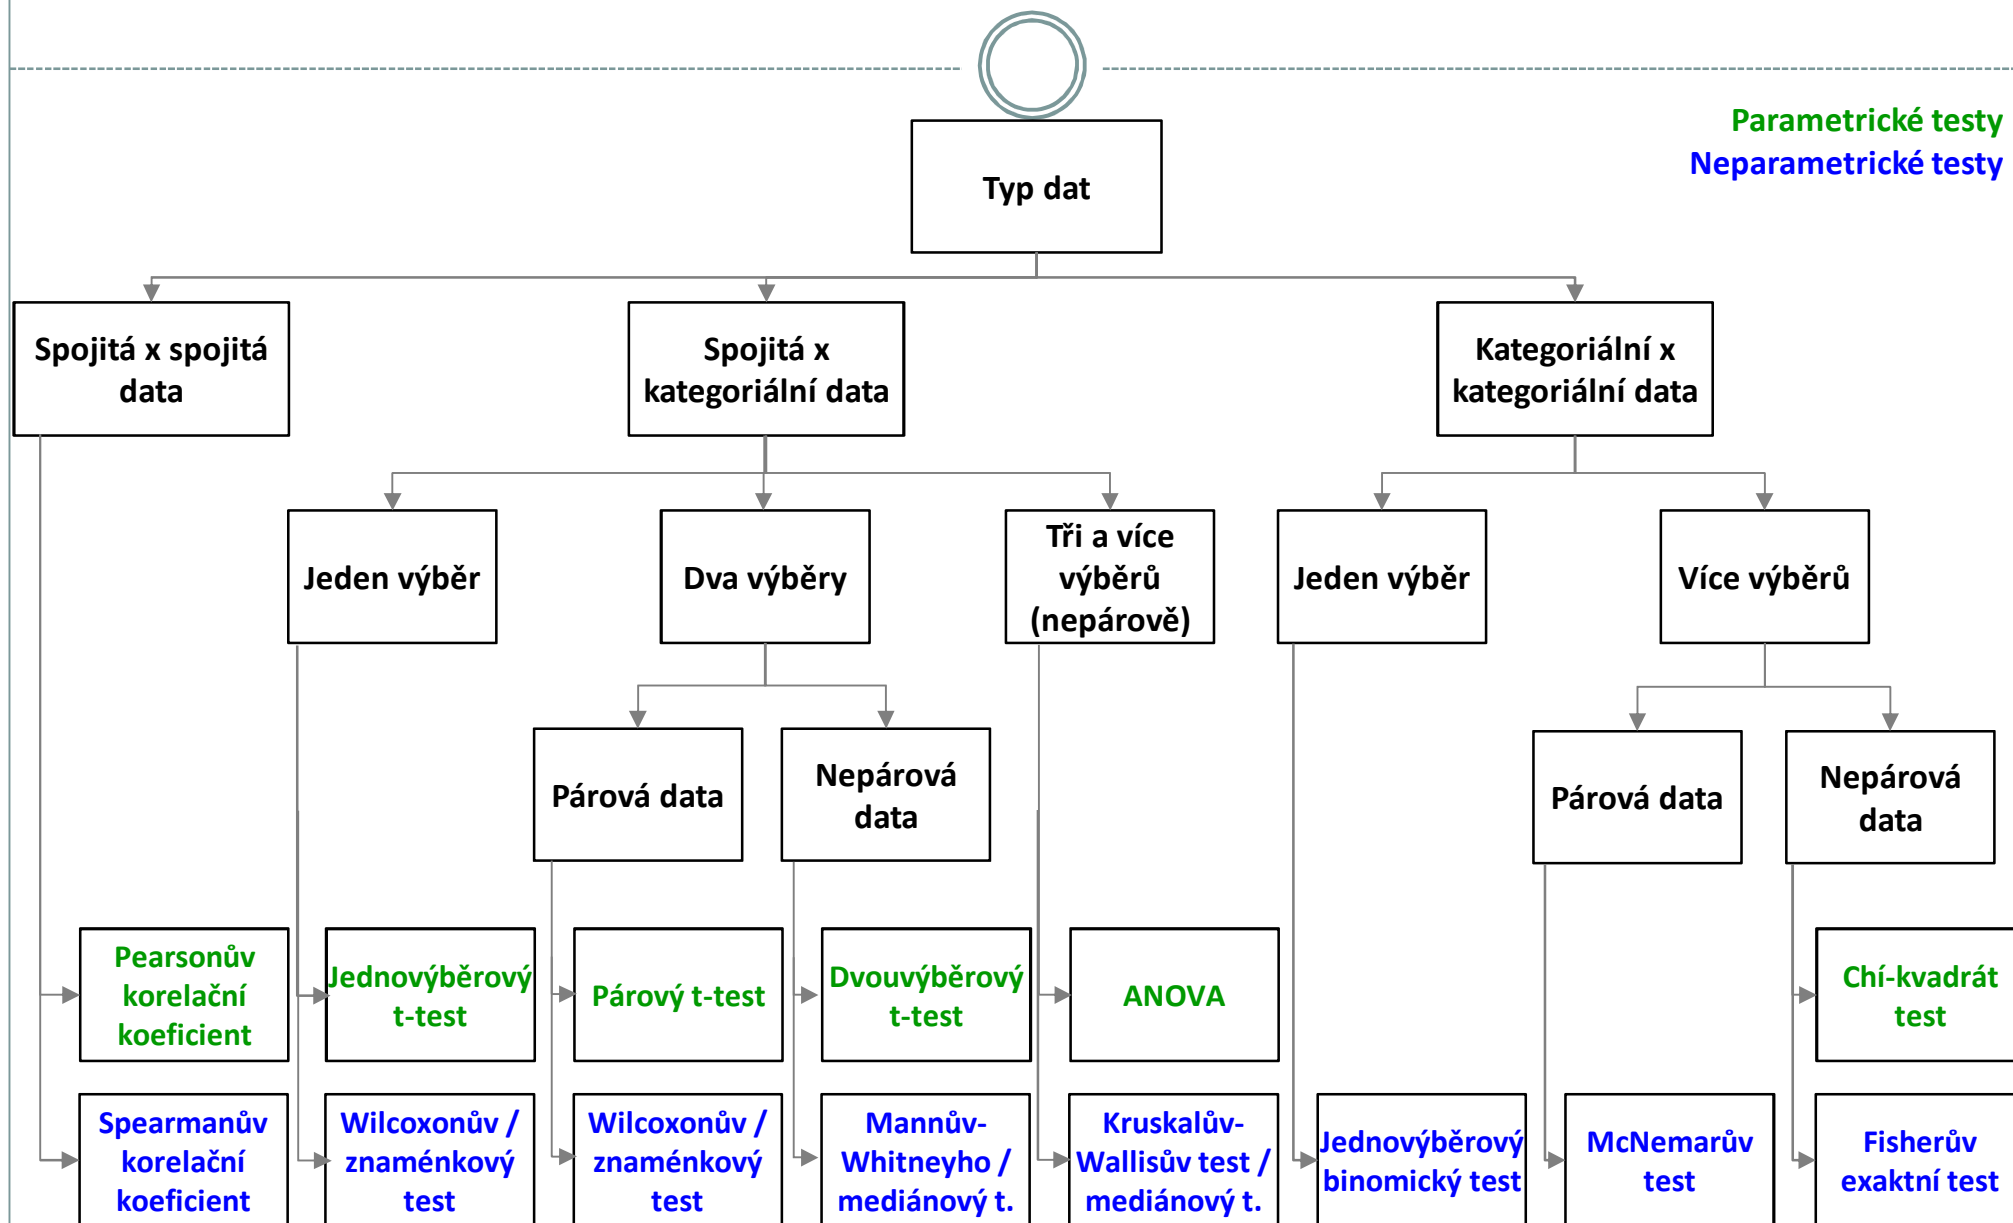 Parametrické testy
Neparametrické testy
Typ dat
Spojitá x spojitá
data
Spojitá x
kategoriální data
Kategoriální x
kategoriální data
Jeden výběr
Dva výběry
Tři a více
výběrů
(nepárově)
Jeden výběr
Více výběrů
Párová data
Nepárová
data
Párová data
Nepárová
data
Pearsonův
korelační
koeficient
Jednovýběrový
t-test
Párový t-test
Dvouvýběrový
t-test
ANOVA
Chí-kvadrát
test
Spearmanův
korelační
koeficient
Wilcoxonův /
znaménkový
test
Wilcoxonův /
znaménkový
test
Mannův-
Whitneyho /
mediánový t.
Kruskalův-
Wallisův test /
mediánový t.
Jednovýběrový
binomický test
McNemarův
test
Fisherův
exaktní test